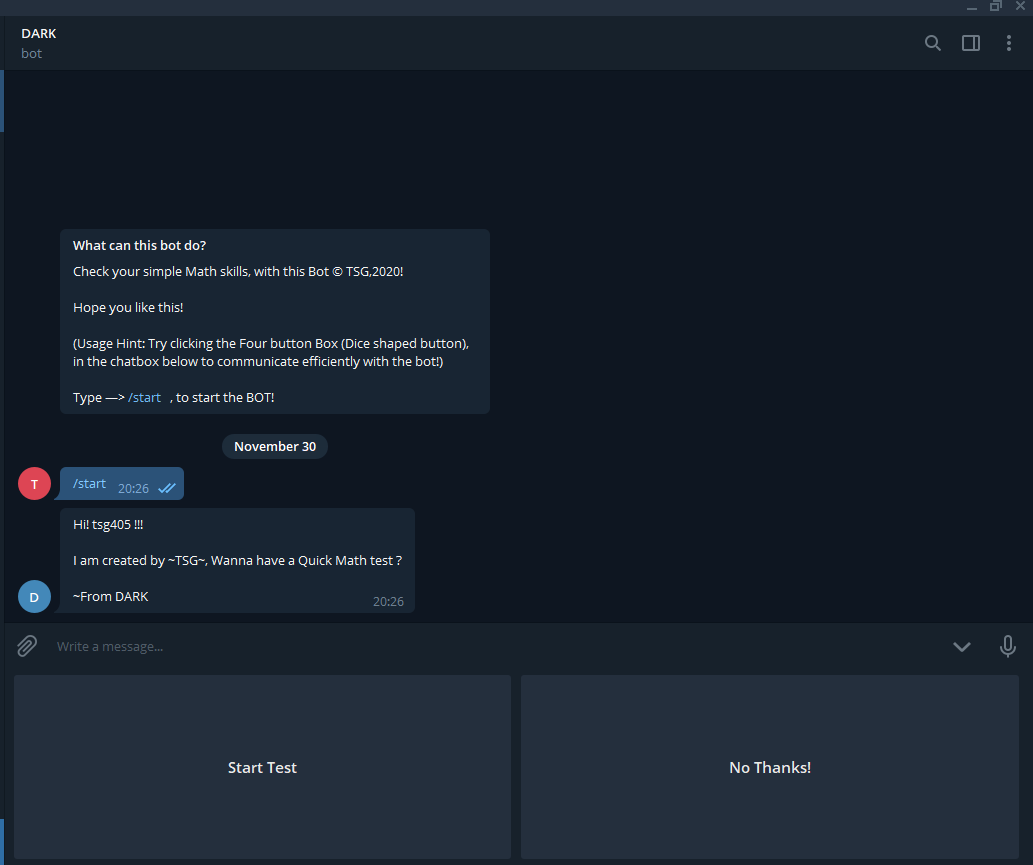 DARK
bot
What can this bot do?
Check your simple Math skills, with this Bot © TSG,2020!
Hope you like this!
(Usage Hint: Try clicking the Four button Box (Dice shaped button),
in the chatbox below to communicate efficiently with the bot!)
Type —> /start , to start the BOT!
November 30
T
/start 20:26
Hi! tsg405 !!!
I am created by ~TSG~, Wanna have a Quick Math test ?
~From DARK 20:26
D
Write a message...
Start Test
No Thanks!